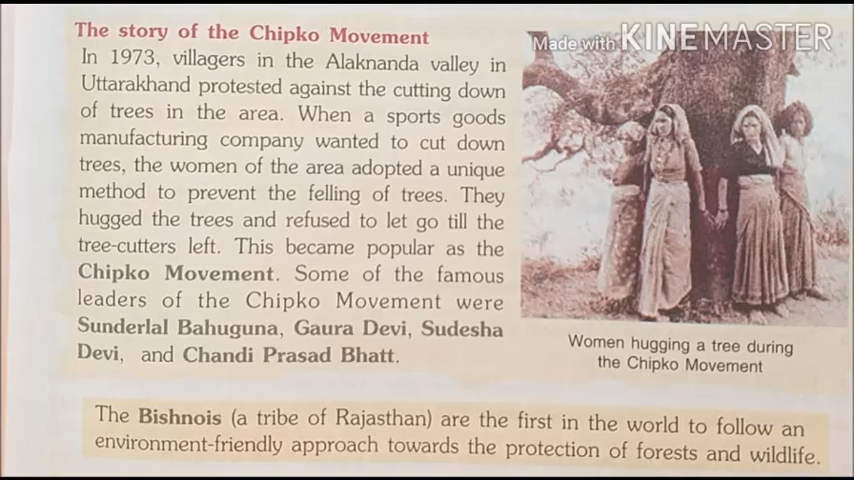 The story of the Chipko Movement
In 1973, villagers in the Alaknanda valley in
Uttarakhand protested against the cutting down
of trees in the area. When a sports goods
manufacturing company wanted to cut down
trees, the women of the area adopted a unique
method to prevent the felling of trees. They
hugged the trees and refused to let go till the
tree-cutters left. This became popular as the
Chipko Movement. Some of the famous
leaders of the Chipko Movement were
Sunderlal Bahuguna, Gaura Devi, Sudesha
Devi, and Chandi Prasad Bhatt.
Made with KINEMASTER
Women hugging a tree during
the Chipko Movement
The Bishnois (a tribe of Rajasthan) are the first in the world to follow an
environment-friendly approach towards the protection of forests and wildlife.